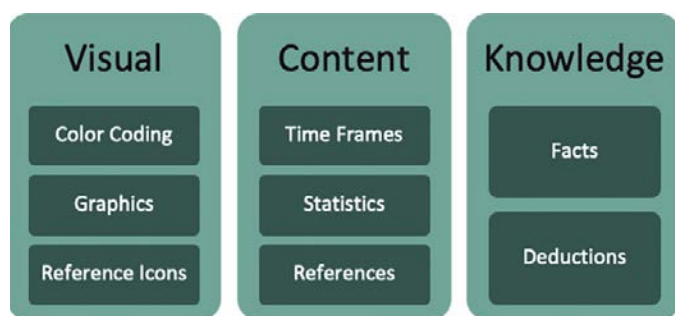 Visual
Color Coding
Graphics
Reference Icons
Content
Time Frames
Statistics
References
Knowledge
Facts
Deductions